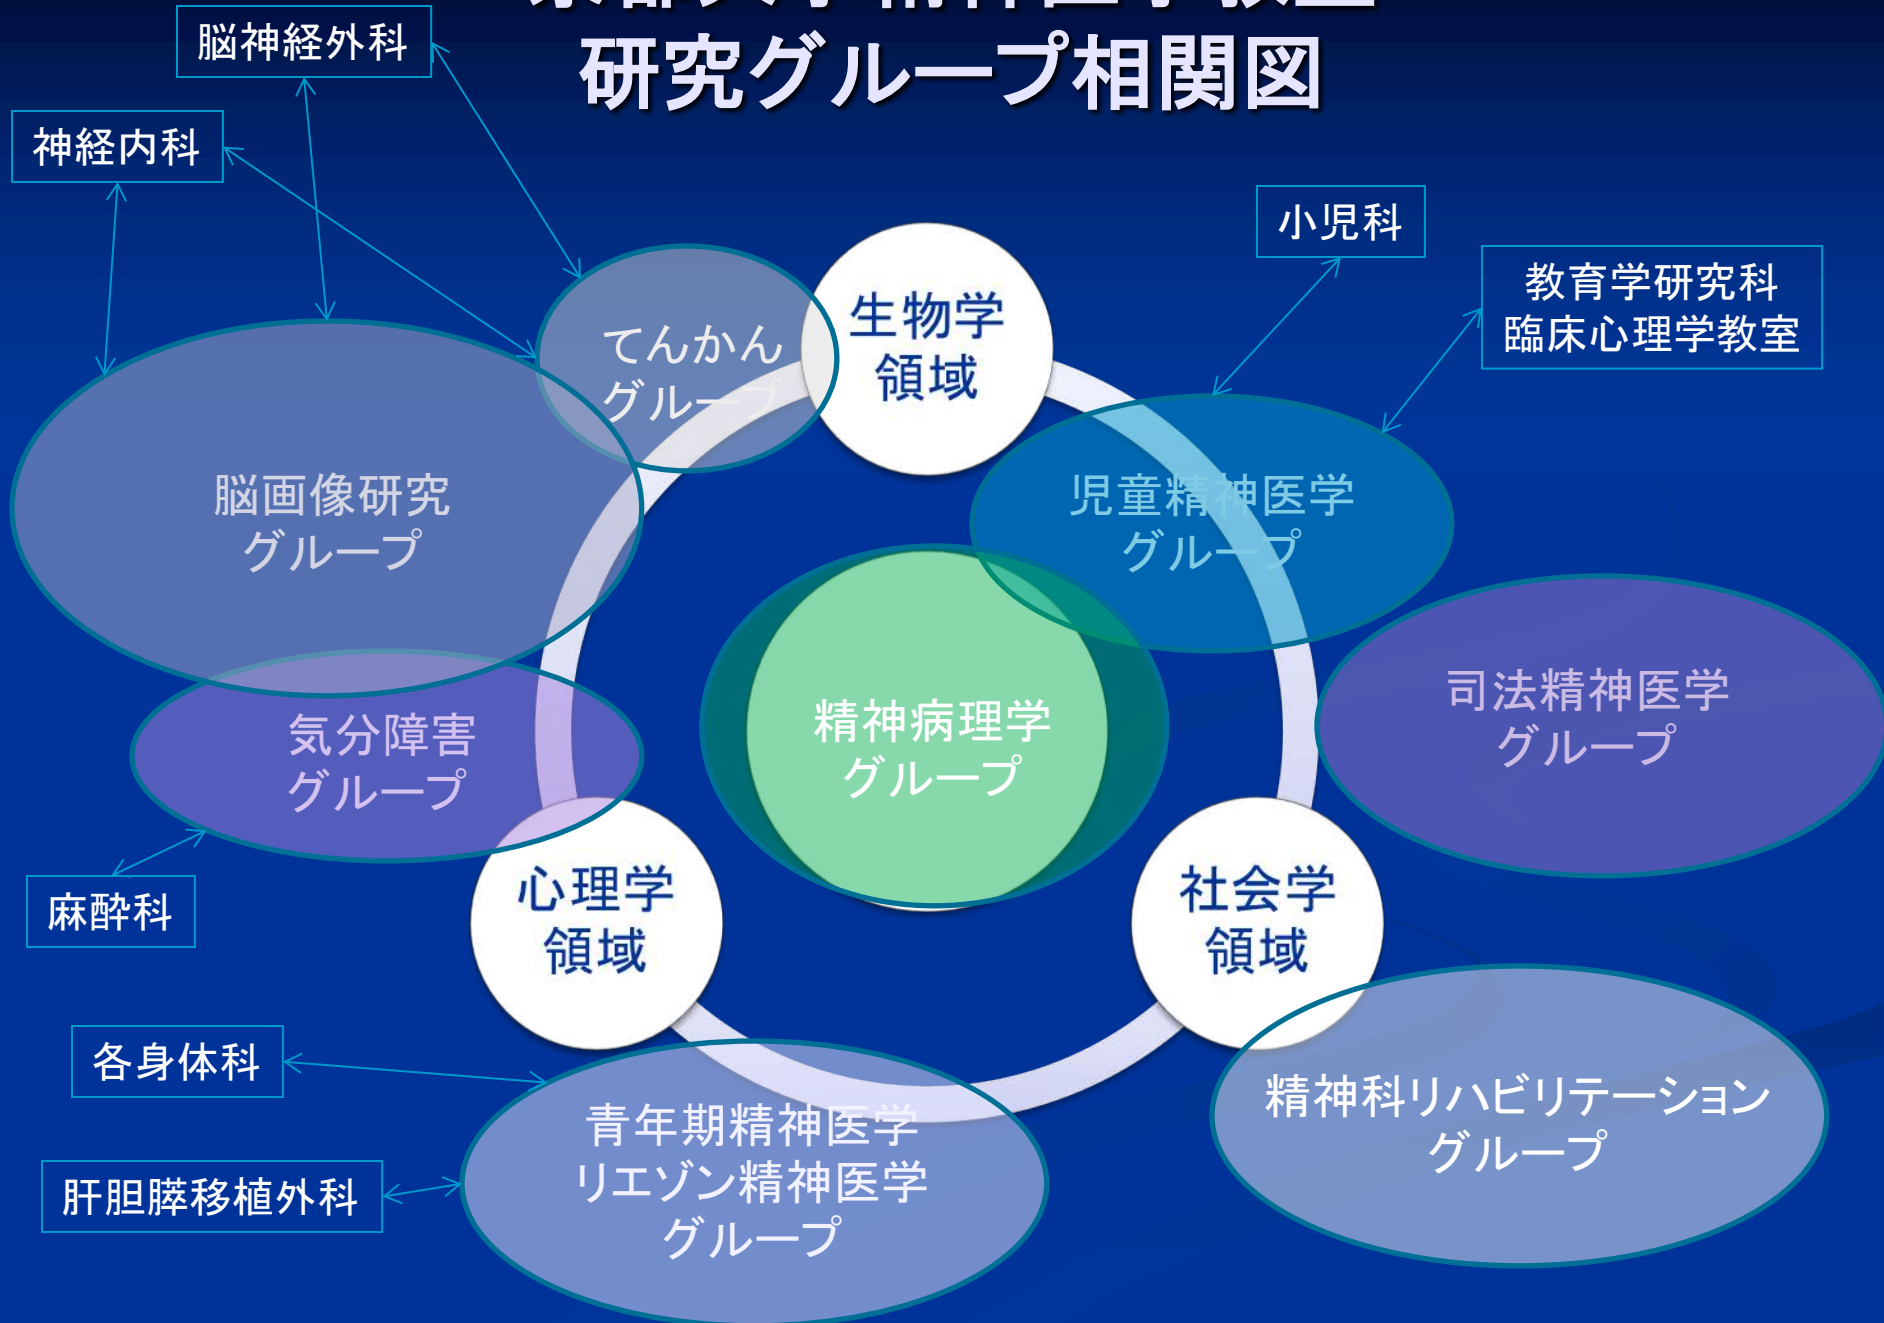 研究グループ相関図
脳神経外科
神経内科
小児科
教育学研究科
臨床心理学教室
生物学
領域
てんかん
グループ
脳画像研究
グループ
児童精神医学
グループ
司法精神医学
グループ
精神病理学
グループ
気分障害
グループ
麻酔科
心理学
領域
社会学
領域
各身体科
肝胆膵移植外科
青年期精神医学
リエゾン精神医学
グループ
精神科リハビリテーション
グループ